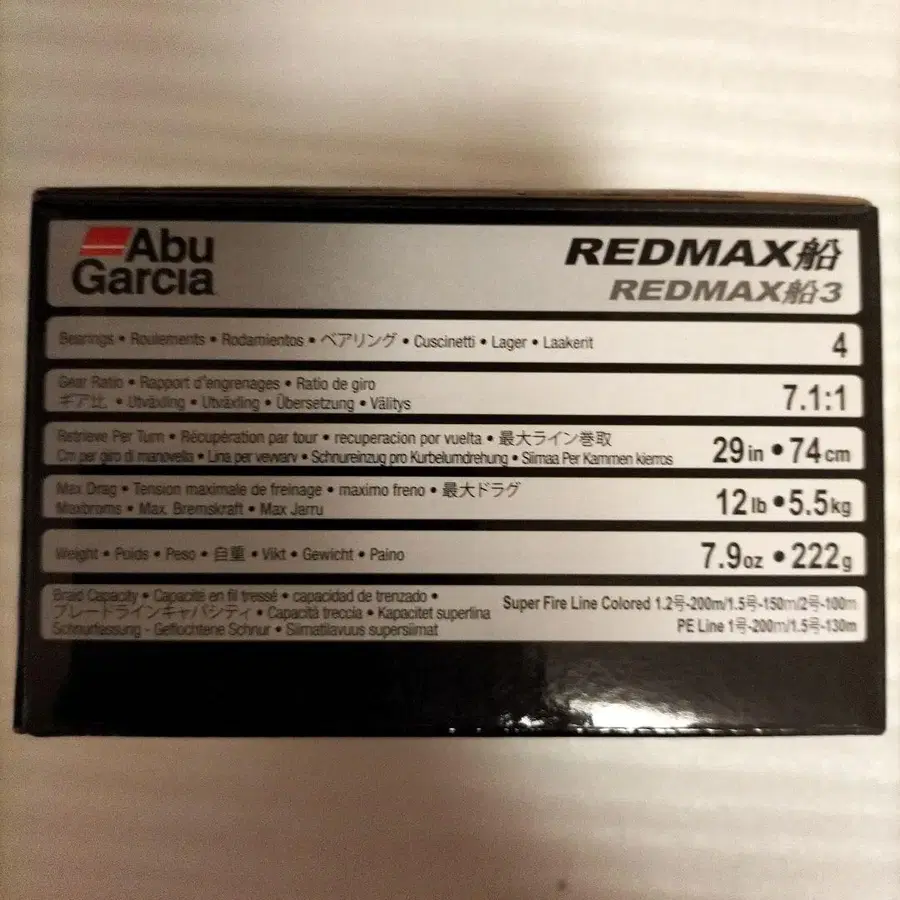 Abu
Garcia
REDMAX船
REDMAX船3
Bearings • Roulements • Rodamientos • ベアリング • Cuscinetti • Lager • Laakerit
4
Gear Ratio • Rapport d'engrenages • Ratio de giro
ギア比 • Utväxling • Utväxling • Übersetzung • Välitys
7.1:1
Retrieve Per Turn • Récupération par tour • recuperacion por vuelta • 最大ライン巻取
Cm per giro di manovella • Lina per vevvarv • Schnureinzug pro Kurbelumdrehung • Siimaa Per Kammen kierros
29in • 74cm
Max Drag • Tension maximale de freinage • maximo freno • 最大ドラグ
Maxbroms • Max. Bremskraft • Max Jarru
12lb • 5.5kg
Weight • Poids • Peso • 自重 • Vikt • Gewicht • Paino
7.9oz • 222g
Braid Capacity • Capacité en fil tressé • capacidad de trenzado •
ブレードラインキャパシティ • Capacità treccia • Kapacitet superlina
Schnurfassung - Geflochtene Schnur • Siimatilavuus supersiimat
Super Fire Line Colored 1.2号-200m/1.5号-150m/2号-100m
PE Line 1号-200m/1.5号-130m